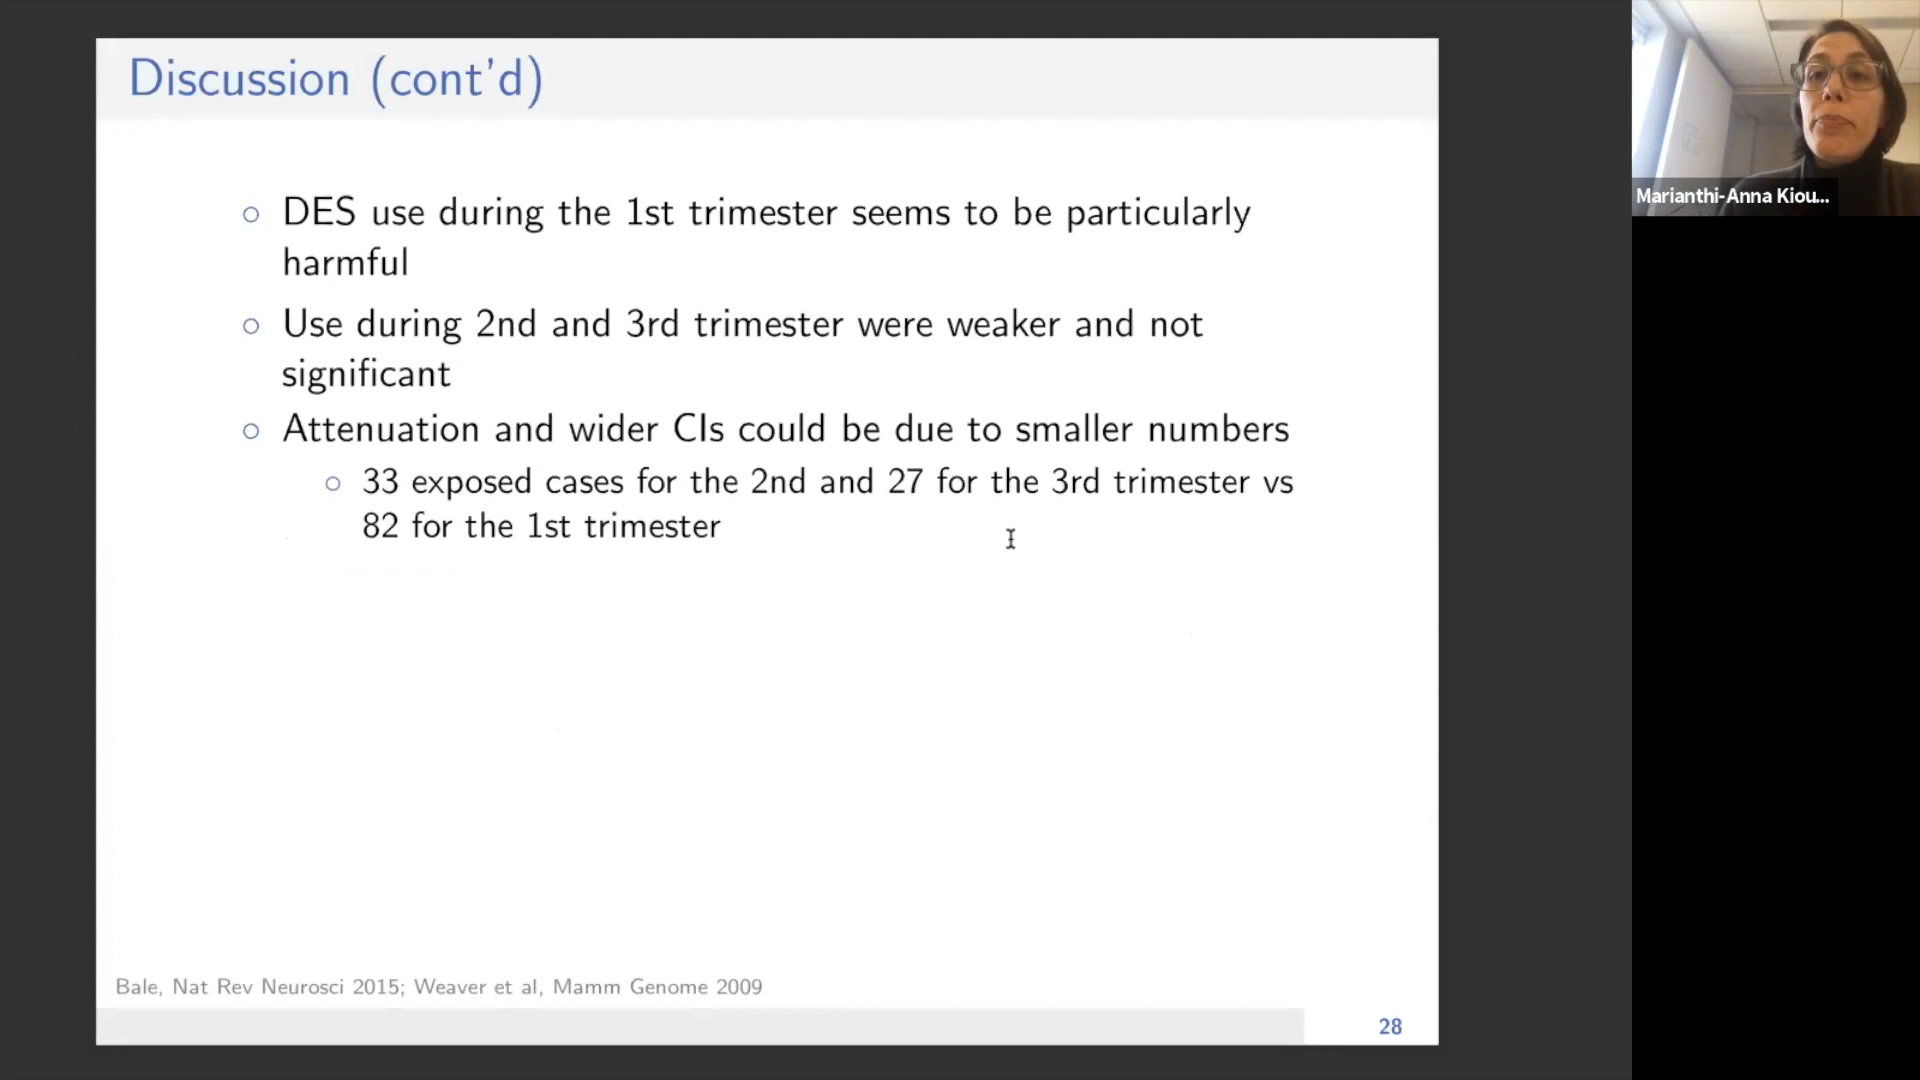 Discussion (cont'd)
○ DES use during the 1st trimester seems to be particularly
harmful
○ Use during 2nd and 3rd trimester were weaker and not
significant
○ Attenuation and wider CIs could be due to smaller numbers
○ 33 exposed cases for the 2nd and 27 for the 3rd trimester vs
82 for the 1st trimester
Bale, Nat Rev Neurosci 2015; Weaver et al, Mamm Genome 2009
28
Marianthi-Anna Kiou...